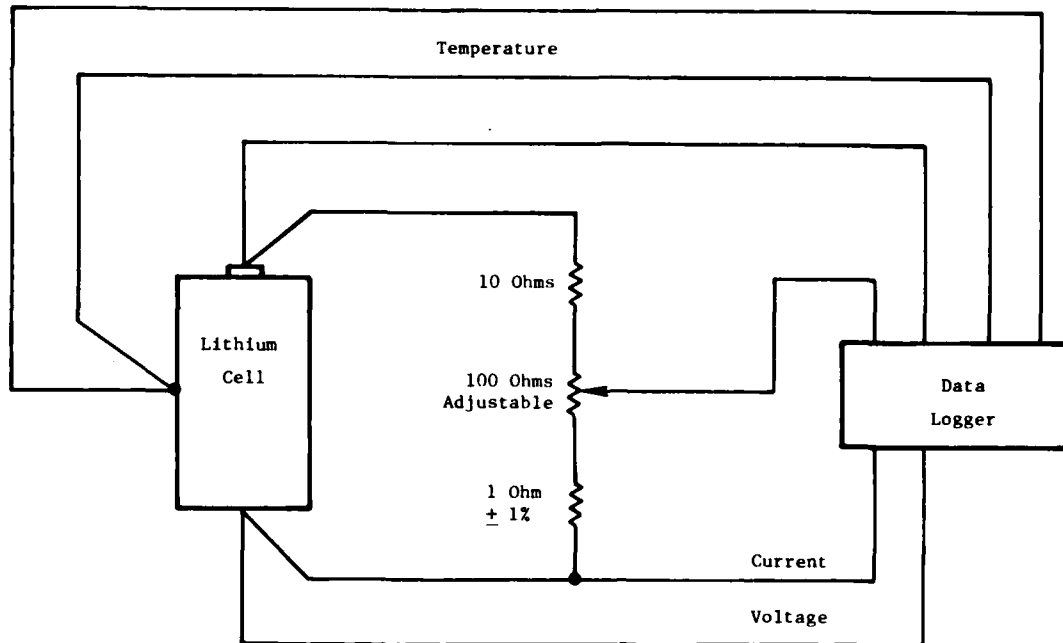 Temperature
10 Ohms
Lithium
Cell
100 Ohms
Adjustable
Data
Logger
1 Ohm
± 1%
Current
Voltage